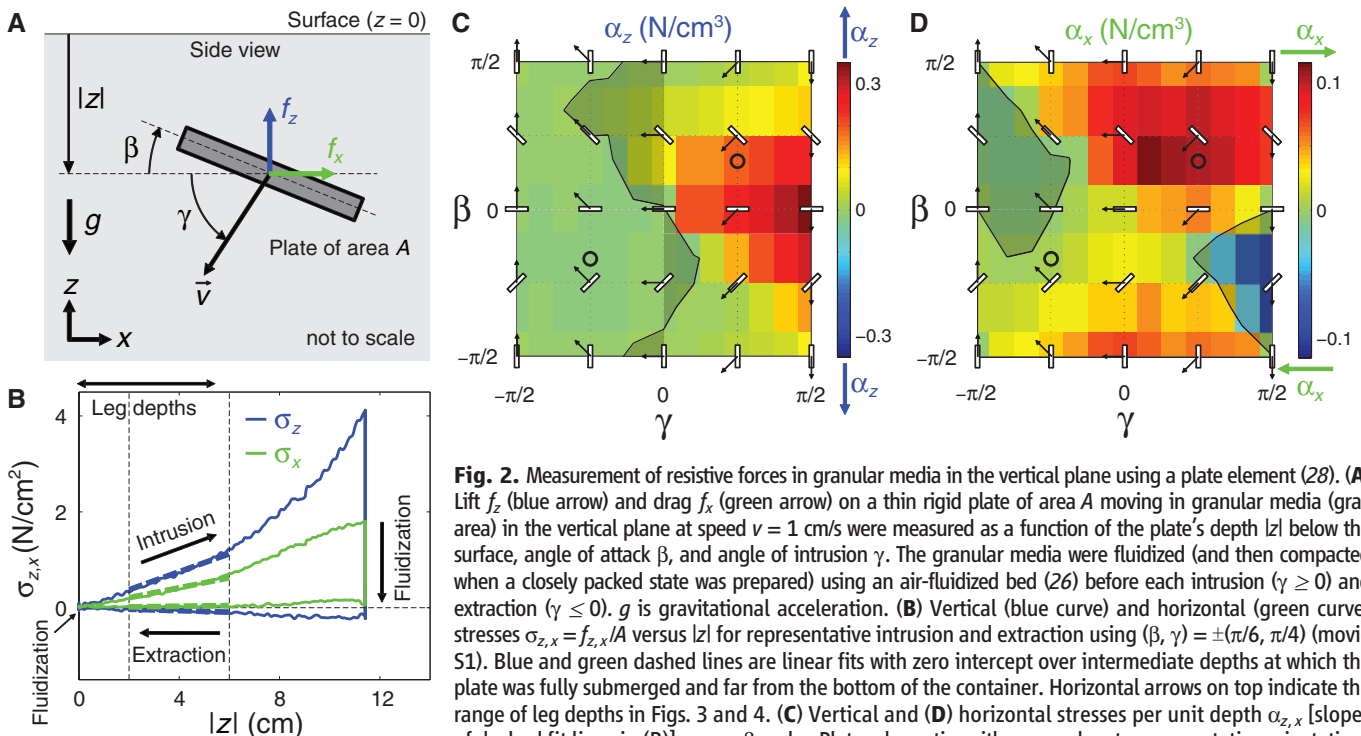 A
Surface (z = 0)
Side view
|z|
f_z
f_x
β
γ
g
Plate of area A
v⃗
z
x
not to scale
B
Leg depths
σ_z
σ_x
σ_z,x (N/cm²)
4
2
0
Intrusion
Extraction
Fluidization
Fluidization
0
4
8
12
|z| (cm)
C
α_z (N/cm³)
α_z
π/2
β 0
−π/2
−π/2
0
π/2
γ
0.3
0
−0.3
α_z
D
α_x (N/cm³)
α_x
π/2
β 0
−π/2
−π/2
0
π/2
γ
0.1
0
−0.1
α_x
Fig. 2. Measurement of resistive forces in granular media in the vertical plane using a plate element (28). (A
Lift f_z (blue arrow) and drag f_x (green arrow) on a thin rigid plate of area A moving in granular media (gra
area) in the vertical plane at speed v = 1 cm/s were measured as a function of the plate's depth |z| below th
surface, angle of attack β, and angle of intrusion γ. The granular media were fluidized (and then compacte
when a closely packed state was prepared) using an air-fluidized bed (26) before each intrusion (γ ≥ 0) an
extraction (γ ≤ 0). g is gravitational acceleration. (B) Vertical (blue curve) and horizontal (green curve
stresses σ_z,x = f_z,x/A versus |z| for representative intrusion and extraction using (β, γ) = ±(π/6, π/4) (movi
S1). Blue and green dashed lines are linear fits with zero intercept over intermediate depths at which th
plate was fully submerged and far from the bottom of the container. Horizontal arrows on top indicate th
range of leg depths in Figs. 3 and 4. (C) Vertical and (D) horizontal stresses per unit depth α_z,x [slope